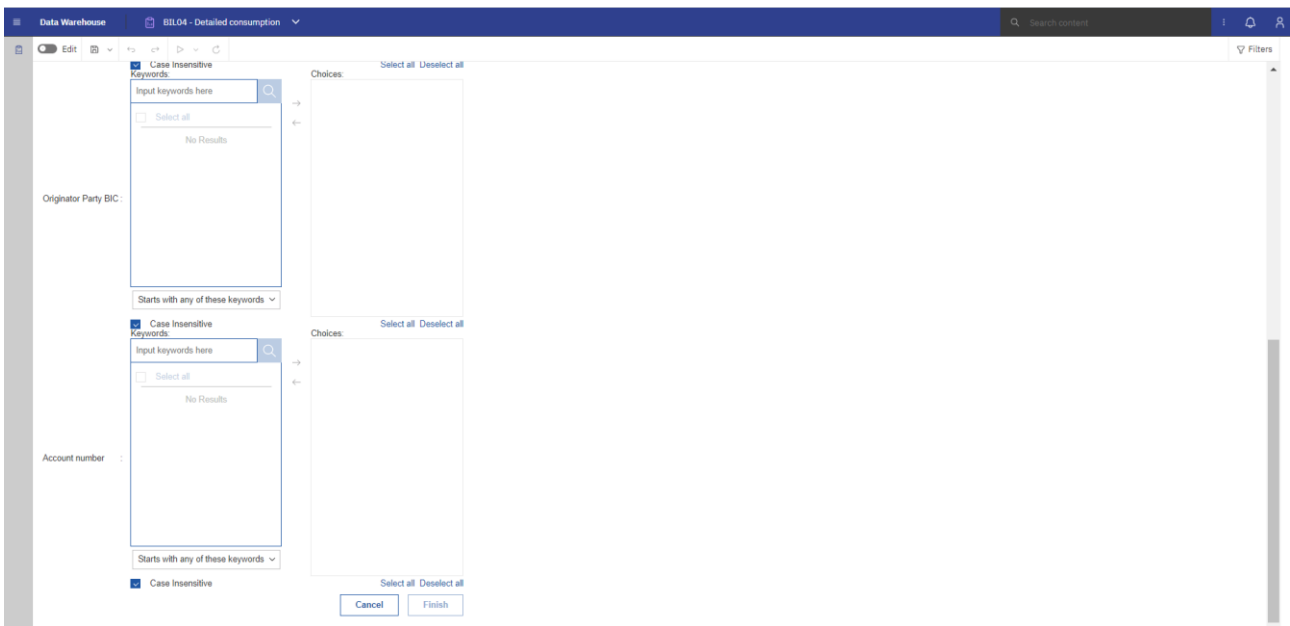 Data Warehouse
BIL04 - Detailed consumption
Search content
Edit
Filters
Case Insensitive
Select all Deselect all
Keywords:
Choices:
Input keywords here
Select all
No Results
Originator Party BIC :
Starts with any of these keywords
Case Insensitive
Select all Deselect all
Keywords:
Choices:
Input keywords here
Select all
No Results
Account number :
Starts with any of these keywords
Case Insensitive
Select all Deselect all
Cancel
Finish